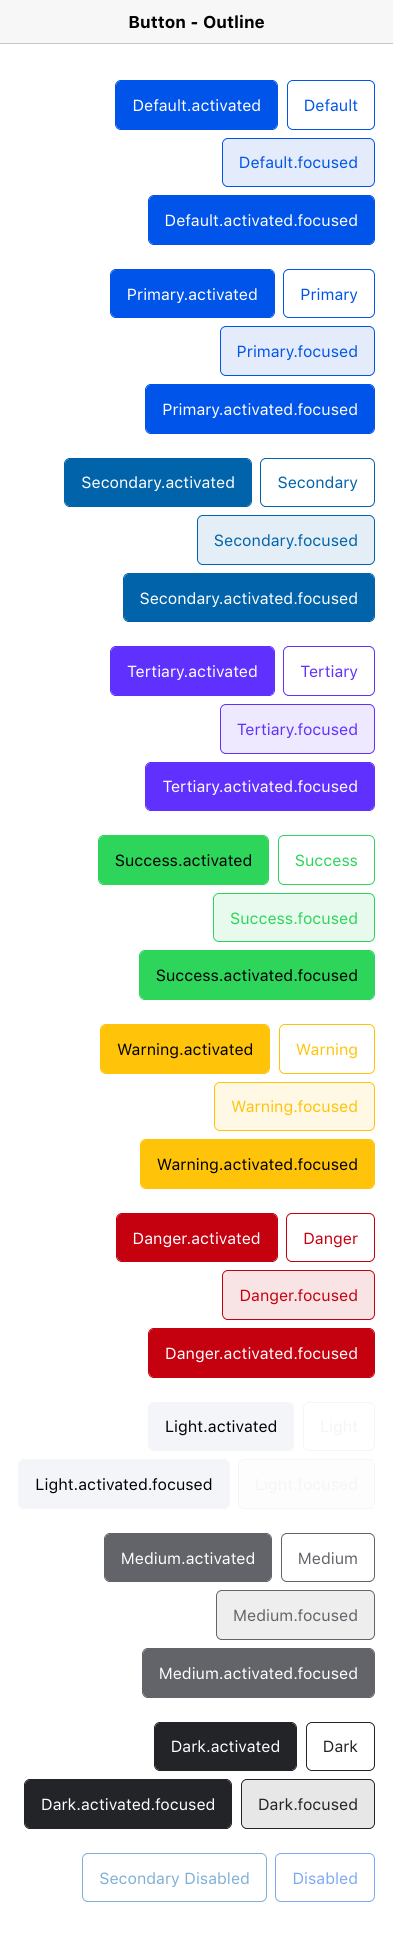 Button - Outline
Default.activated Default
Default.focused
Default.activated.focused
Primary.activated Primary
Primary.focused
Primary.activated.focused
Secondary.activated Secondary
Secondary.focused
Secondary.activated.focused
Tertiary.activated Tertiary
Tertiary.focused
Tertiary.activated.focused
Success.activated Success
Success.focused
Success.activated.focused
Warning.activated Warning
Warning.focused
Warning.activated.focused
Danger.activated Danger
Danger.focused
Danger.activated.focused
Light.activated Light
Light.activated.focused Light.focused
Medium.activated Medium
Medium.focused
Medium.activated.focused
Dark.activated Dark
Dark.activated.focused Dark.focused
Secondary Disabled Disabled